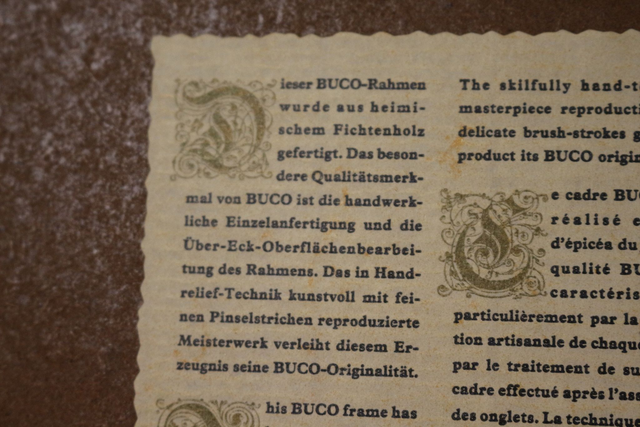 Dieser BUCO-Rahmen
wurde aus heimi-
schem Fichtenholz
gefertigt. Das beson-
dere Qualitätsmerk-
mal von BUCO ist die handwerk-
liche Einzelanfertigung und die
Über-Eck-Oberflächenbearbei-
tung des Rahmens. Das in Hand-
relief-Technik kunstvoll mit fei-
nen Pinselstrichen reproduzierte
Meisterwerk verleiht diesem Er-
zeugnis seine BUCO-Originalität.
This BUCO frame has
The skilfully hand-t
masterpiece reproducti
delicate brush-strokes g
product its BUCO origin
Ce cadre BU
réalisé e
d'épicéa du
qualité BU
caractéris
particulièrement par la
tion artisanale de chaque
par le traitement de su
cadre effectué après l'ass
des onglets. La technique